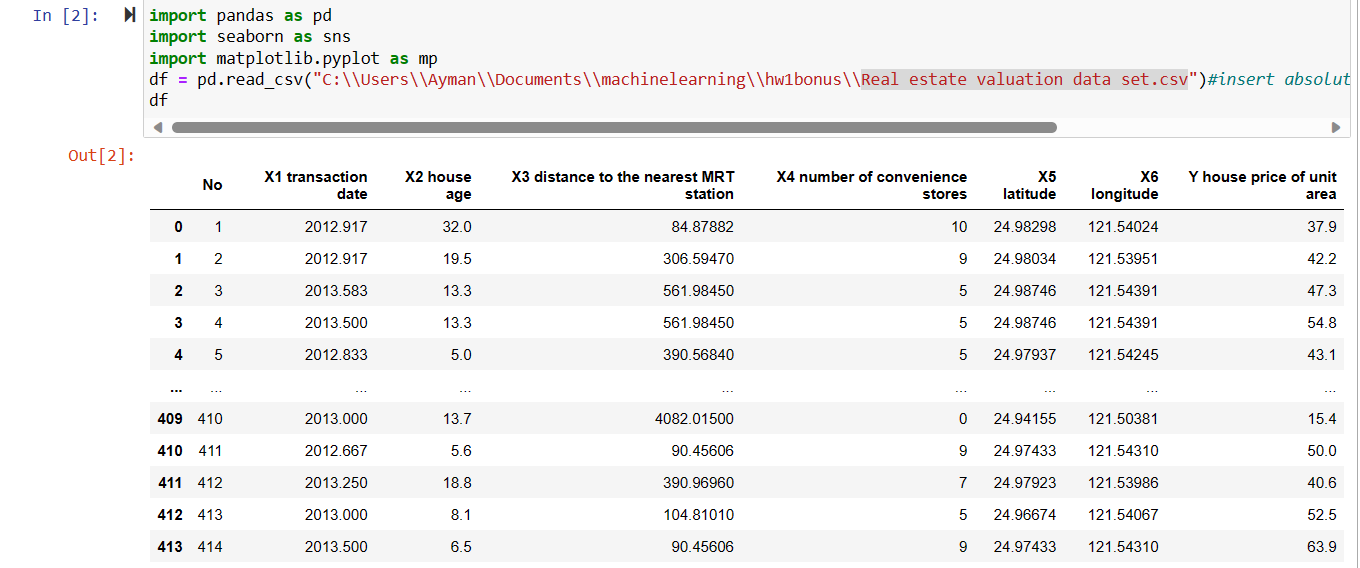 In [2]:
import pandas as pd
import seaborn as sns
import matplotlib.pyplot as mp
df = pd.read_csv("C:\\Users\\Ayman\\Documents\\machinelearning\\hw1bonus\\Real estate valuation data set.csv")#insert absolut
df
Out[2]:
No X1 transaction date X2 house age X3 distance to the nearest MRT station X4 number of convenience stores X5 latitude X6 longitude Y house price of unit area
0 1 2012.917 32.0 84.87882 10 24.98298 121.54024 37.9
1 2 2012.917 19.5 306.59470 9 24.98034 121.53951 42.2
2 3 2013.583 13.3 561.98450 5 24.98746 121.54391 47.3
3 4 2013.500 13.3 561.98450 5 24.98746 121.54391 54.8
4 5 2012.833 5.0 390.56840 5 24.97937 121.54245 43.1
... ... ... ... ... ... ... ... ...
409 410 2013.000 13.7 4082.01500 0 24.94155 121.50381 15.4
410 411 2012.667 5.6 90.45606 9 24.97433 121.54310 50.0
411 412 2013.250 18.8 390.96960 7 24.97923 121.53986 40.6
412 413 2013.000 8.1 104.81010 5 24.96674 121.54067 52.5
413 414 2013.500 6.5 90.45606 9 24.97433 121.54310 63.9